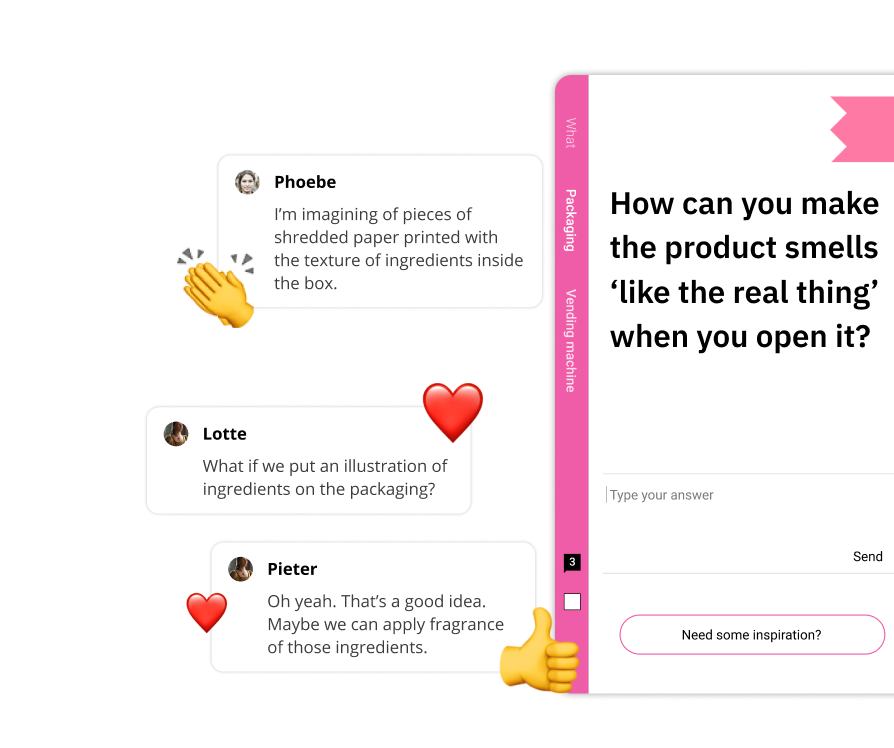 Phoebe
I’m imagining of pieces of
shredded paper printed with
the texture of ingredients inside
the box.
Lotte
What if we put an illustration of
ingredients on the packaging?
Pieter
Oh yeah. That’s a good idea.
Maybe we can apply fragrance
of those ingredients.
What
Packaging
Vending machine
3
How can you make
the product smells
‘like the real thing’
when you open it?
Type your answer
Send
Need some inspiration?